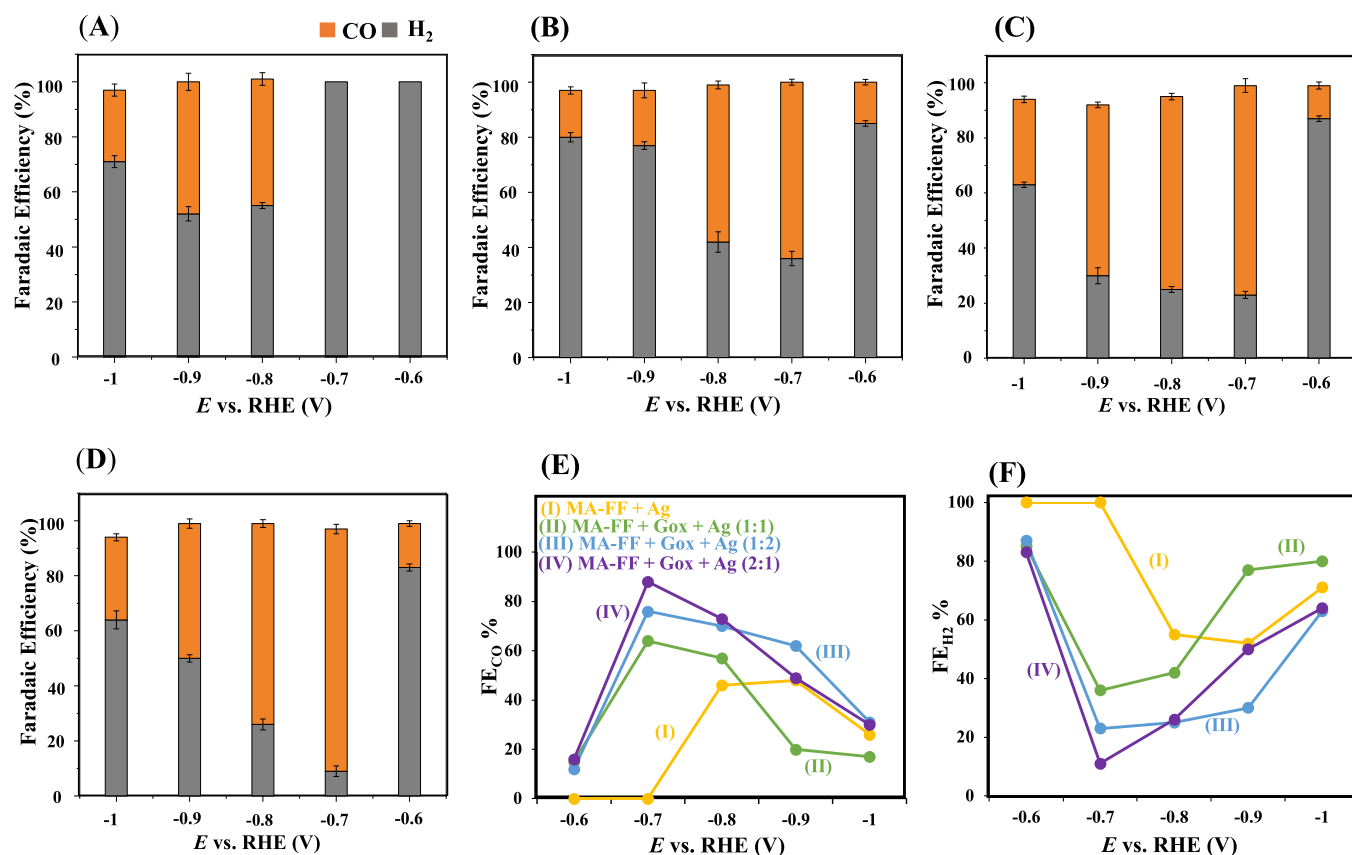 (A)
CO H2
Faradaic Efficiency (%)
100
80
60
40
20
0
-1 -0.9 -0.8 -0.7 -0.6
E vs. RHE (V)
(B)
Faradaic Efficiency (%)
100
80
60
40
20
0
-1 -0.9 -0.8 -0.7 -0.6
E vs. RHE (V)
(C)
Faradaic Efficiency (%)
100
80
60
40
20
0
-1 -0.9 -0.8 -0.7 -0.6
E vs. RHE (V)
(D)
Faradaic Efficiency (%)
100
80
60
40
20
0
-1 -0.9 -0.8 -0.7 -0.6
E vs. RHE (V)
(E)
(I) MA-FF + Ag
(II) MA-FF + Gox + Ag (1:1)
(III) MA-FF + Gox + Ag (1:2)
(IV) MA-FF + Gox + Ag (2:1)
FECO %
100
80
60
40
20
0
(IV)
(III)
(I)
(II)
-0.6 -0.7 -0.8 -0.9 -1
E vs. RHE (V)
(F)
FEH2 %
100
80
60
40
20
0
(I)
(II)
(IV)
(III)
-0.6 -0.7 -0.8 -0.9 -1
E vs. RHE (V)